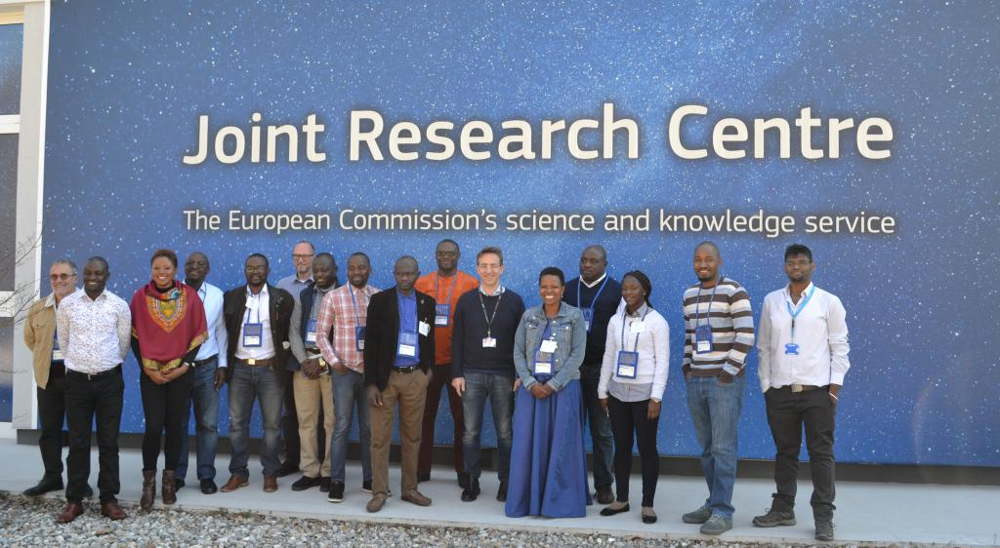 Joint Research Centre
The European Commission's science and knowledge service